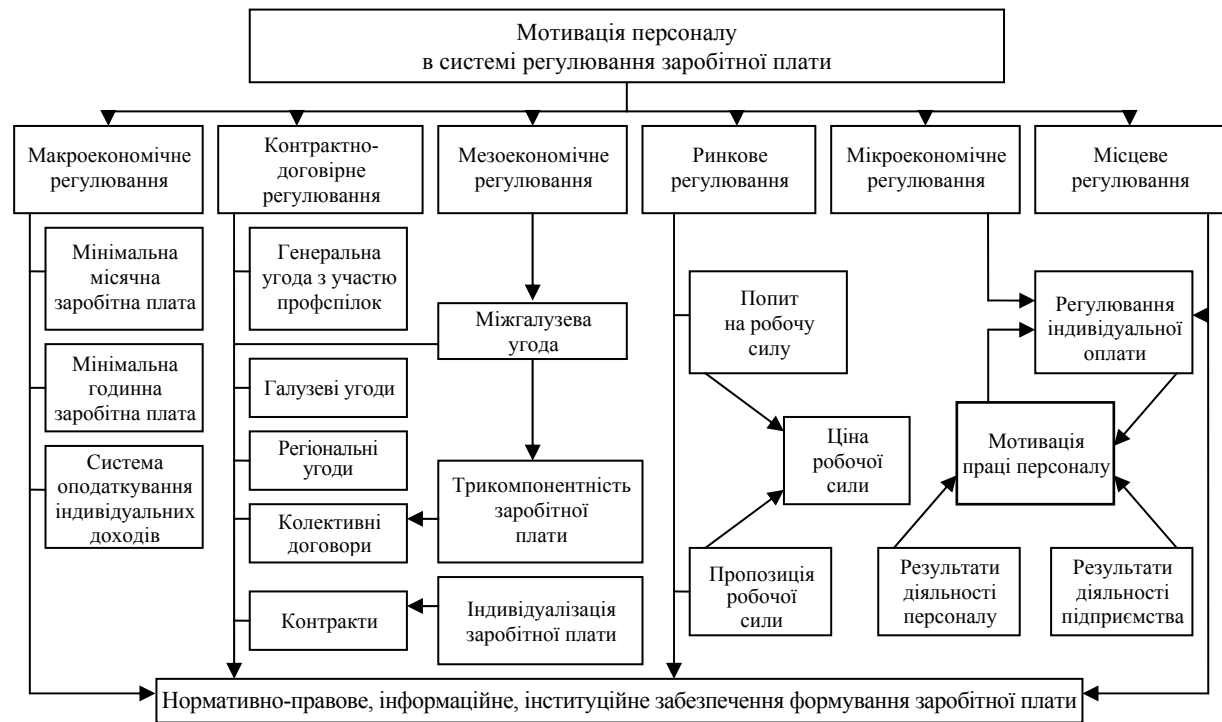 Мотивація персоналу
в системі регулювання заробітної плати
Макроекономічне
регулювання
Контрактно-
договірне
регулювання
Мезоекономічне
регулювання
Ринкове
регулювання
Мікроекономічне
регулювання
Місцеве
регулювання
Мінімальна
місячна
заробітна плата
Мінімальна
годинна
заробітна плата
Система
оподаткування
індивідуальних
доходів
Генеральна
угода з участю
профспілок
Галузеві угоди
Регіональні
угоди
Колективні
договори
Контракти
Міжгалузева
угода
Трикомпонентність
заробітної
плати
Індивідуалізація
заробітної плати
Попит
на робочу
силу
Ціна
робочої
сили
Пропозиція
робочої
сили
Регулювання
індивідуальної
оплати
Мотивація
праці персоналу
Результати
діяльності
персоналу
Результати
діяльності
підприємства
Нормативно-правове, інформаційне, інституційне забезпечення формування заробітної плати